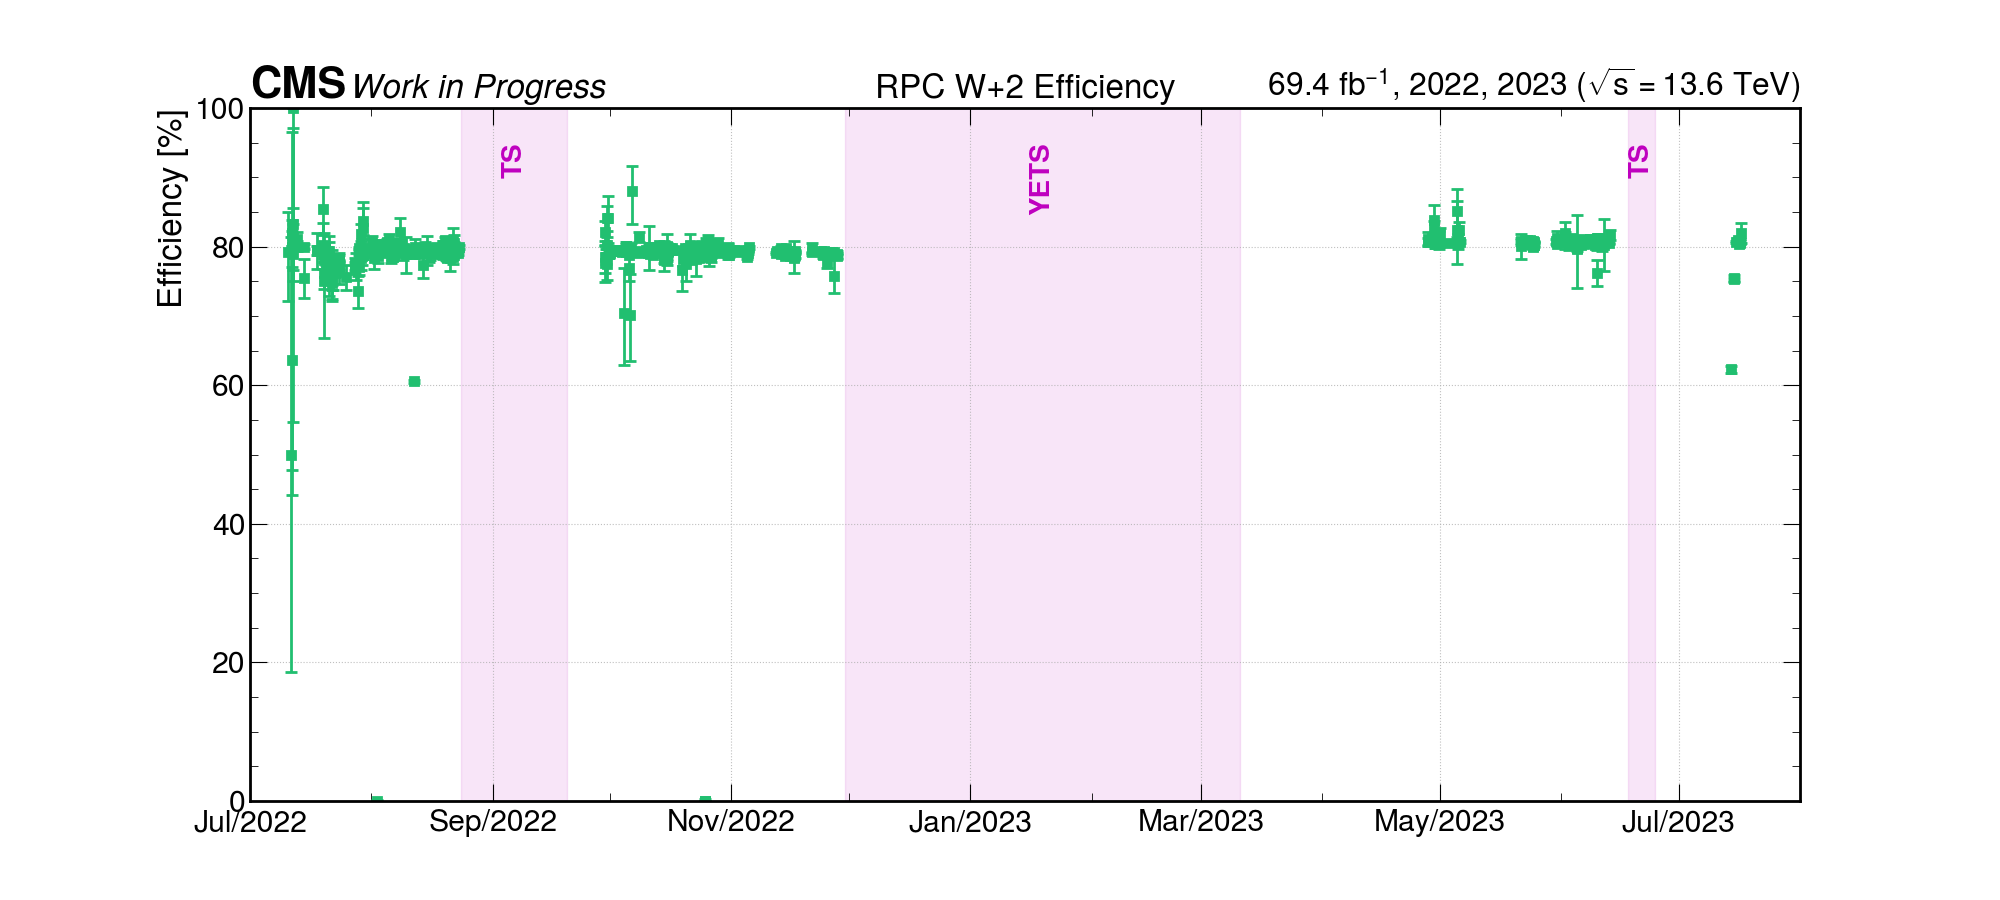 CMS Work in Progress RPC W+2 Efficiency 69.4 fb⁻¹, 2022, 2023 (√s = 13.6 TeV)
Efficiency [%]
100
80
60
40
20
0
TS
YETS
TS
Jul/2022 Sep/2022 Nov/2022 Jan/2023 Mar/2023 May/2023 Jul/2023